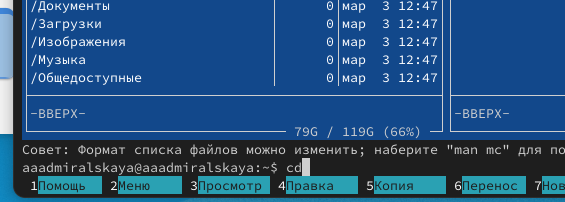 /Документы 0 мар 3 12:47
/Загрузки 0 мар 3 12:47
/Изображения 0 мар 3 12:47
/Музыка 0 мар 3 12:47
/Общедоступные 0 мар 3 12:47
-ВВЕРХ- -ВВЕРХ-
79G / 119G (66%)
Совет: Формат списка файлов можно изменить; наберите "man mc" для по
aaadmiralskaya@aaadmiralskaya:~$ cd
1Помощь 2Меню 3Просмотр 4Правка 5Копия 6Перенос 7Нов